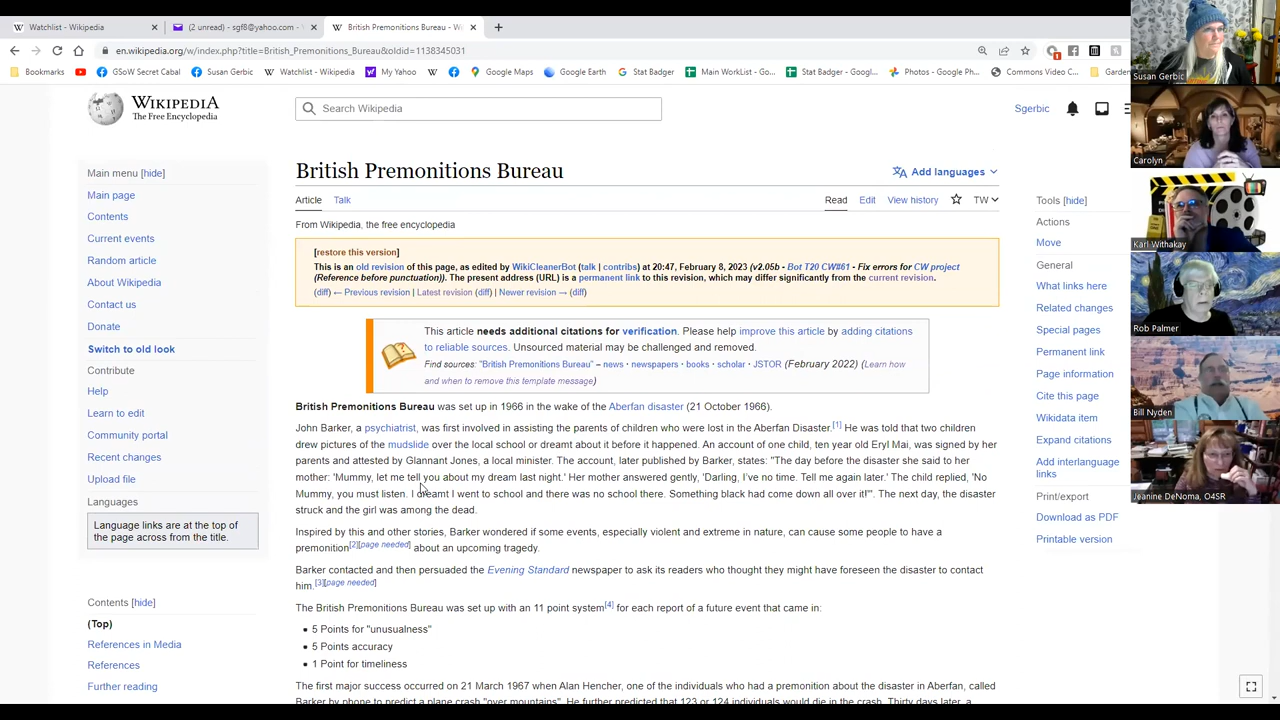 Watchlist - Wikipedia
(2 unread) - sgf8@yahoo.com -
British Premonitions Bureau - Wi
en.wikipedia.org/w/index.php?title=British_Premonitions_Bureau&oldid=1138345031
Bookmarks GSoW Secret Cabal Susan Gerbic Watchlist - Wikipedia My Yahoo Google Maps Google Earth Stat Badger Main WorkList - Go... Stat Badger - Googl... Photos - Google Ph... Commons Video C... Garden
WIKIPEDIA
The Free Encyclopedia
Search Wikipedia
Sgerbic
Main menu [hide]
Main page
Contents
Current events
Random article
About Wikipedia
Contact us
Donate
Switch to old look
Contribute
Help
Learn to edit
Community portal
Recent changes
Upload file
Languages
Language links are at the top of
the page across from the title.
Contents [hide]
(Top)
References in Media
References
Further reading
British Premonitions Bureau
Add languages
Article Talk
Read Edit View history TW
From Wikipedia, the free encyclopedia
[restore this version]
This is an old revision of this page, as edited by WikiCleanerBot (talk | contribs) at 20:47, February 8, 2023 (v2.05b - Bot T20 CW#61 - Fix errors for CW project
(Reference before punctuation)). The present address (URL) is a permanent link to this revision, which may differ significantly from the current revision.
(diff) ← Previous revision | Latest revision (diff) | Newer revision → (diff)
This article needs additional citations for verification. Please help improve this article by adding citations
to reliable sources. Unsourced material may be challenged and removed.
Find sources: "British Premonitions Bureau" – news · newspapers · books · scholar · JSTOR (February 2022) (Learn how
and when to remove this template message)
British Premonitions Bureau was set up in 1966 in the wake of the Aberfan disaster (21 October 1966).
John Barker, a psychiatrist, was first involved in assisting the parents of children who were lost in the Aberfan Disaster.[1] He was told that two children
drew pictures of the mudslide over the local school or dreamt about it before it happened. An account of one child, ten year old Eryl Mai, was signed by her
parents and attested by Glannant Jones, a local minister. The account, later published by Barker, states: "The day before the disaster she said to her
mother: 'Mummy, let me tell you about my dream last night.' Her mother answered gently, 'Darling, I've no time. Tell me again later.' The child replied, 'No
Mummy, you must listen. I dreamt I went to school and there was no school there. Something black had come down all over it!'". The next day, the disaster
struck and the girl was among the dead.
Inspired by this and other stories, Barker wondered if some events, especially violent and extreme in nature, can cause some people to have a
premonition[2][page needed] about an upcoming tragedy.
Barker contacted and then persuaded the Evening Standard newspaper to ask its readers who thought they might have foreseen the disaster to contact
him.[3][page needed]
The British Premonitions Bureau was set up with an 11 point system[4] for each report of a future event that came in:
• 5 Points for "unusualness"
• 5 Points accuracy
• 1 Point for timeliness
The first major success occurred on 21 March 1967 when Alan Hencher, one of the individuals who had a premonition about the disaster in Aberfan, called
Barker by phone to predict a plane crash "over mountains". He further predicted that 123 or 124 individuals would die in the crash. Thirty days later, a
Tools [hide]
Actions
Move
General
What links here
Related changes
Special pages
Permanent link
Page information
Cite this page
Wikidata item
Expand citations
Add interlanguage
links
Print/export
Download as PDF
Printable version
Susan Gerbic
Carolyn
Karl Withakay
Rob Palmer
Bill Nyden
Jeanine DeNoma, O4SR